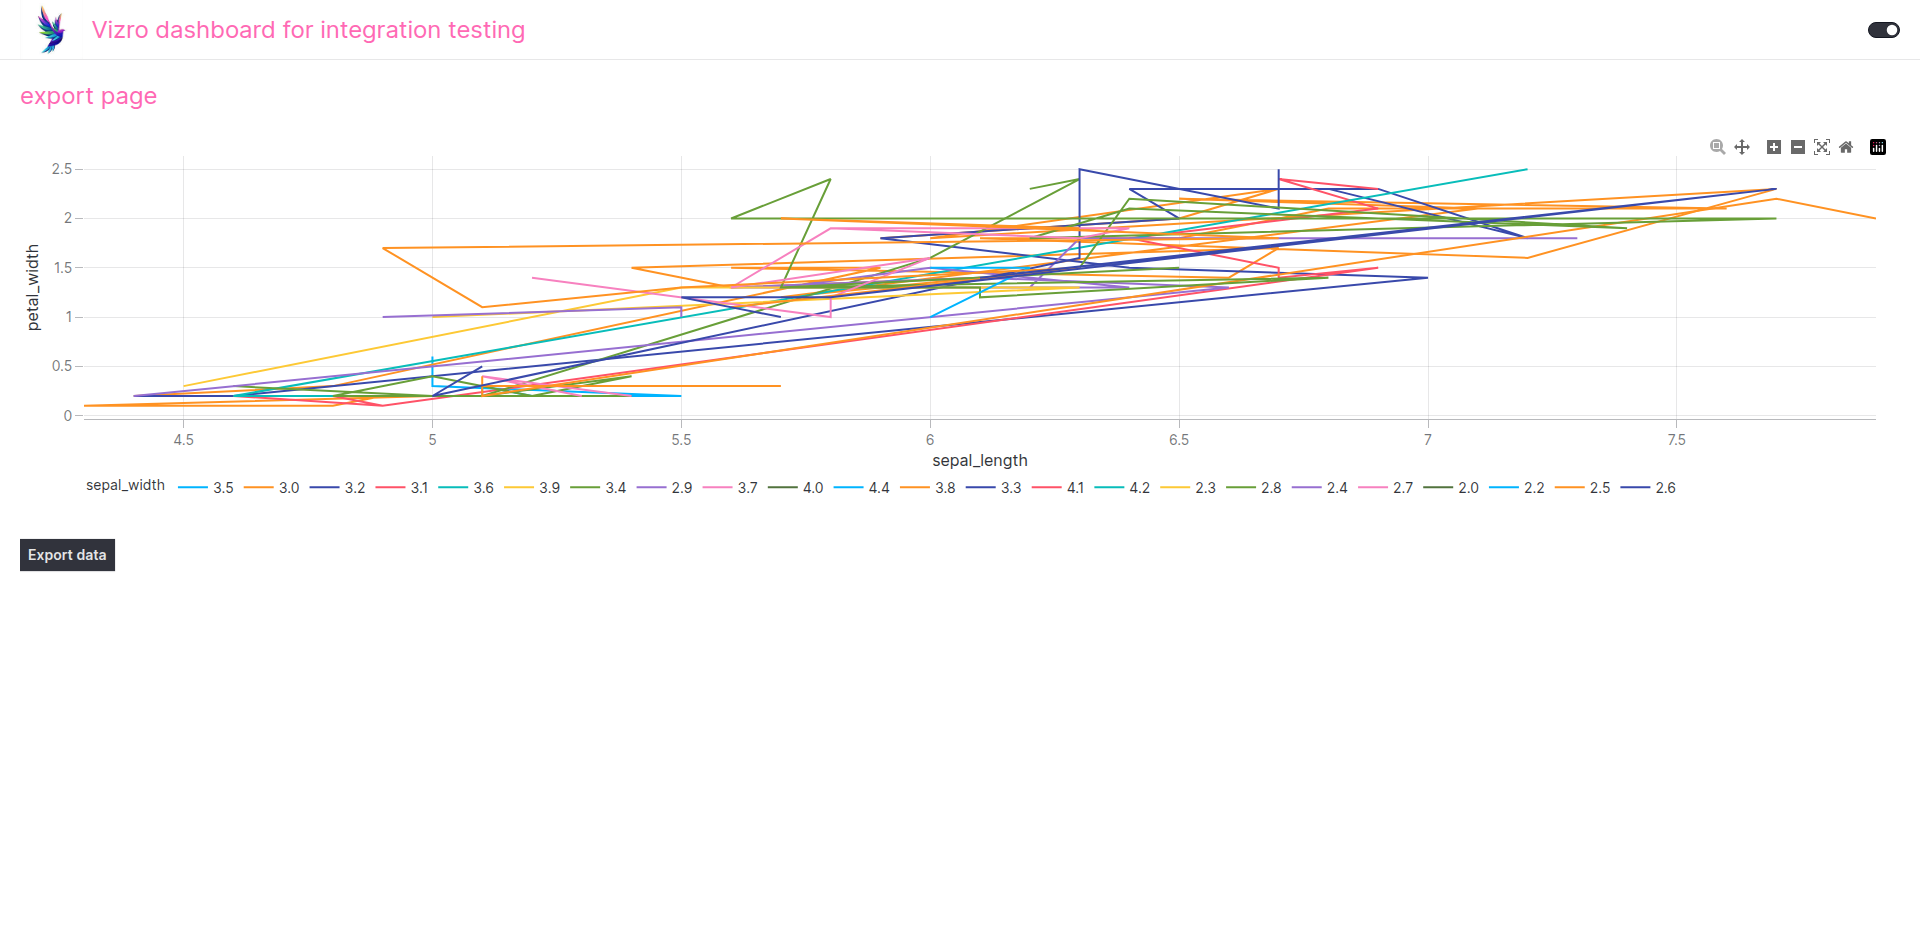 Vizro dashboard for integration testing
export page
petal_width
2.5
2
1.5
1
0.5
0
4.5 5 5.5 6 6.5 7 7.5
sepal_length
sepal_width 3.5 3.0 3.2 3.1 3.6 3.9 3.4 2.9 3.7 4.0 4.4 3.8 3.3 4.1 4.2 2.3 2.8 2.4 2.7 2.0 2.2 2.5 2.6
Export data